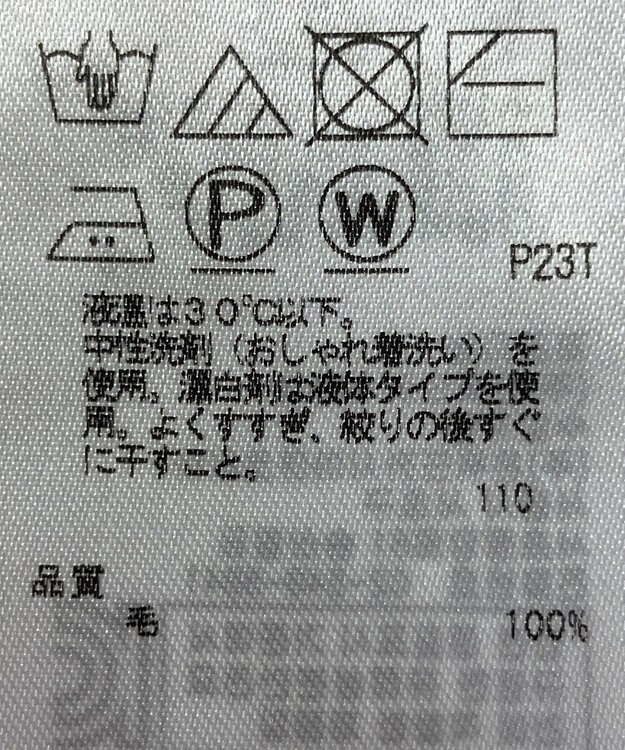 P
W
P23T
液温は30℃以下。
中性洗剤（おしゃれ着洗い）を
使用。漂白剤は液体タイプを使
用。よくすすぎ、絞りの後すぐ
に干すこと。
110
品質
毛 100%